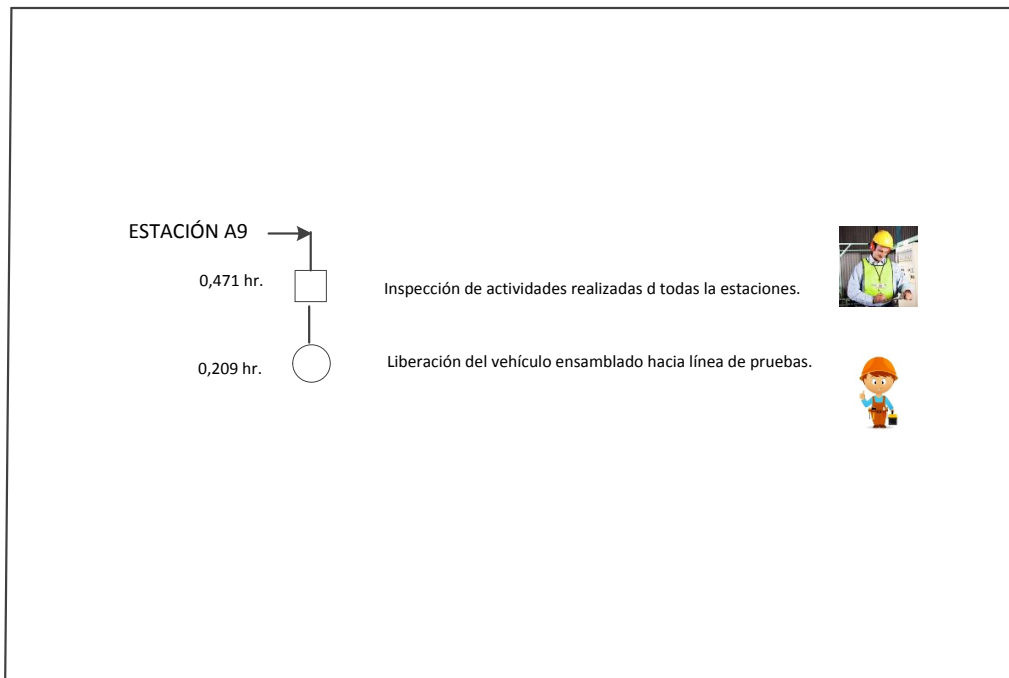 ESTACIÓN A9
0,471 hr.
Inspección de actividades realizadas d todas la estaciones.
0,209 hr.
Liberación del vehículo ensamblado hacia línea de pruebas.